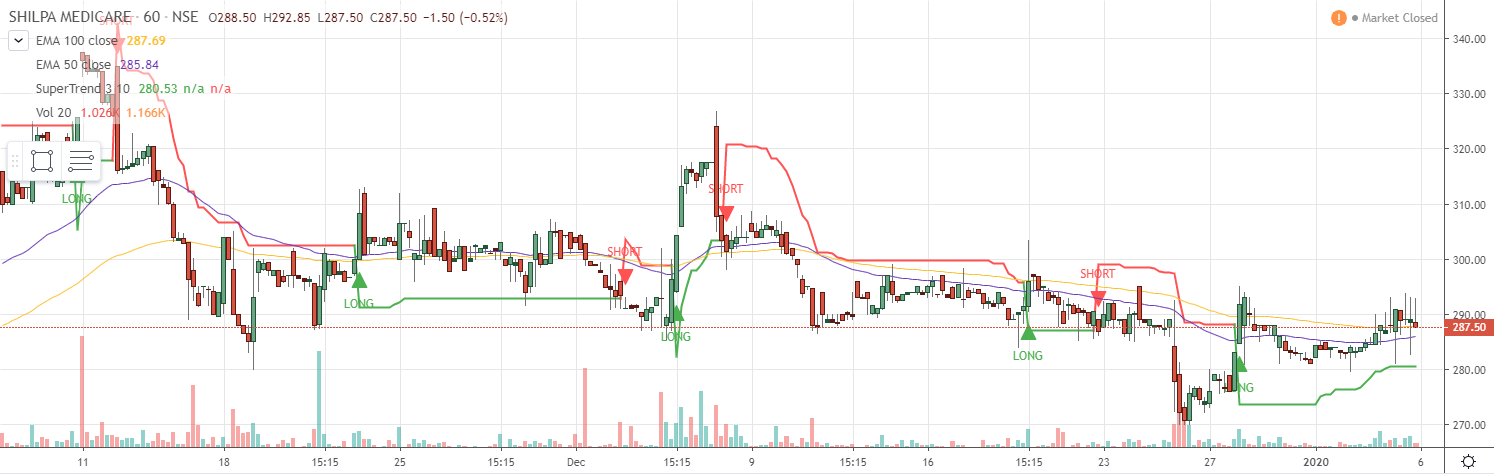 SHILPA MEDICARE · 60 · NSE O288.50 H292.85 L287.50 C287.50 −1.50 (−0.52%)
! Market Closed
SHORT
EMA 100 close 287.69
EMA 50 close 285.84
SuperTrend 3 10 280.53 n/a n/a
Vol 20 1.026K 1.166K
340.00
330.00
320.00
310.00
300.00
290.00
287.50
280.00
270.00
LONG
LONG
SHORT
LONG
SHORT
LONG
SHORT
NG
11
18
15:15
25
15:15
Dec
15:15
9
15:15
16
15:15
23
27
2020
6